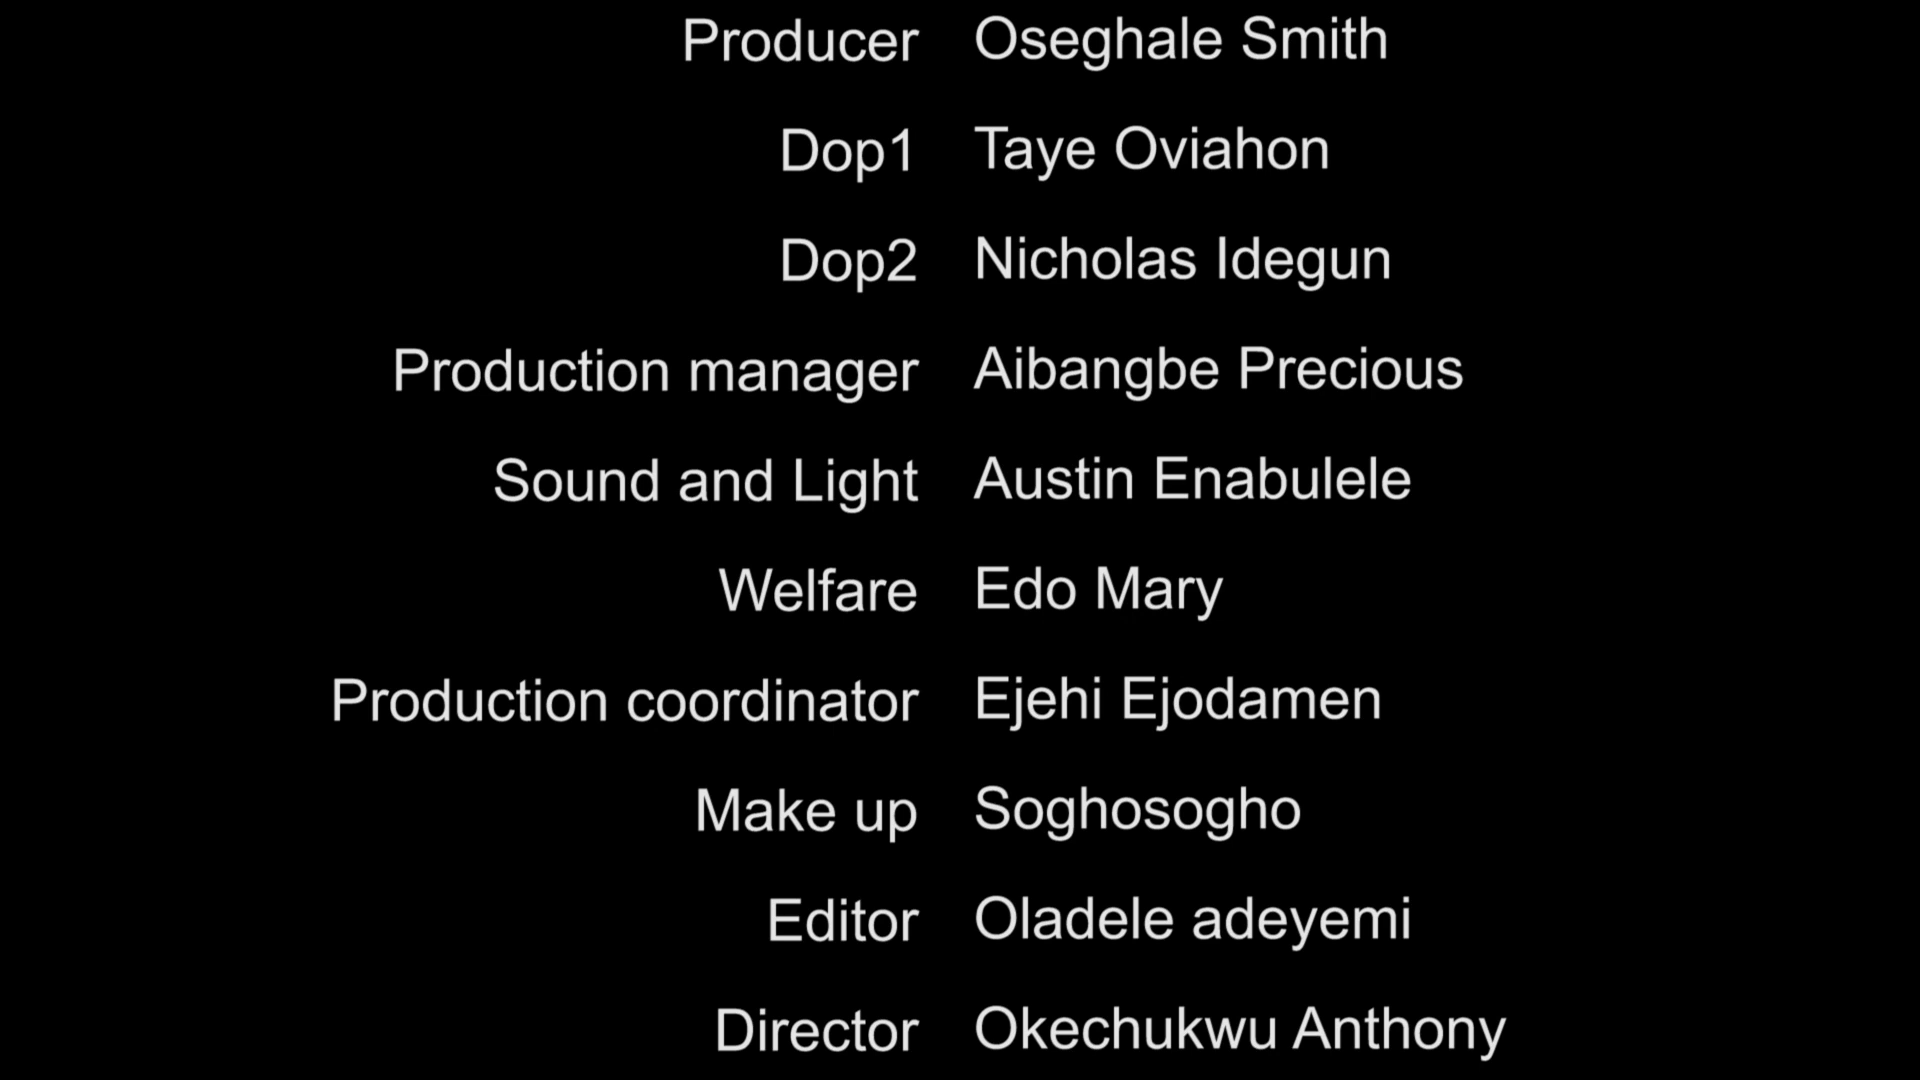 Producer Oseghale Smith
Dop1 Taye Oviahon
Dop2 Nicholas Idegun
Production manager Aibangbe Precious
Sound and Light Austin Enabulele
Welfare Edo Mary
Production coordinator Ejehi Ejodamen
Make up Soghosogho
Editor Oladele adeyemi
Director Okechukwu Anthony